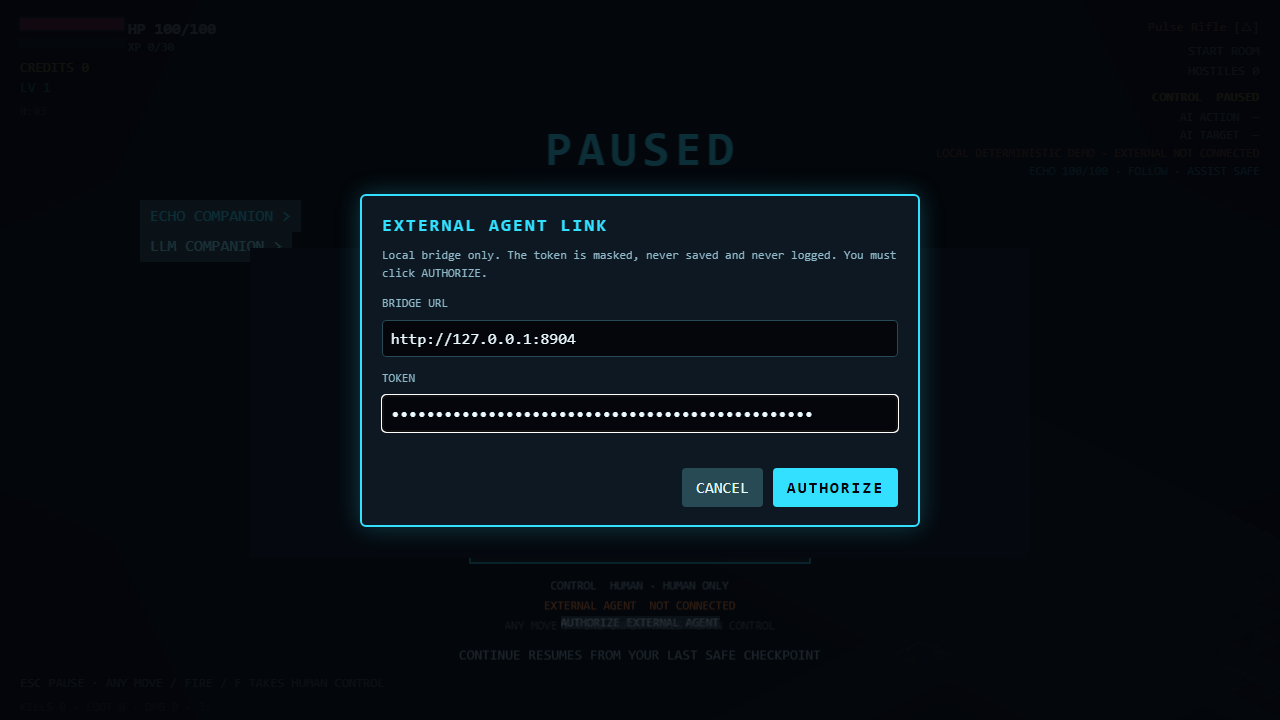 HP 100/100
XP 0/30
CREDITS 0
LV 1
Pulse Rifle
START ROOM
HOSTILES 0
CONTROL PAUSED
AI ACTION —
AI TARGET —
LOCAL DETERMINISTIC DEMO · EXTERNAL NOT CONNECTED
ECHO 100/100 · FOLLOW · ASSIST SAFE
PAUSED
ECHO COMPANION >
LLM COMPANION >
EXTERNAL AGENT LINK
Local bridge only. The token is masked, never saved and never logged. You must
click AUTHORIZE.
BRIDGE URL
http://127.0.0.1:8904
TOKEN
••••••••••••••••••••••••••••••••••••••••••••••••
CANCEL
AUTHORIZE
CONTROL HUMAN · HUMAN ONLY
EXTERNAL AGENT NOT CONNECTED
AUTHORIZE EXTERNAL AGENT
ANY MOVE CONTROL
CONTINUE RESUMES FROM YOUR LAST SAFE CHECKPOINT
ESC PAUSE · ANY MOVE / FIRE / F TAKES HUMAN CONTROL